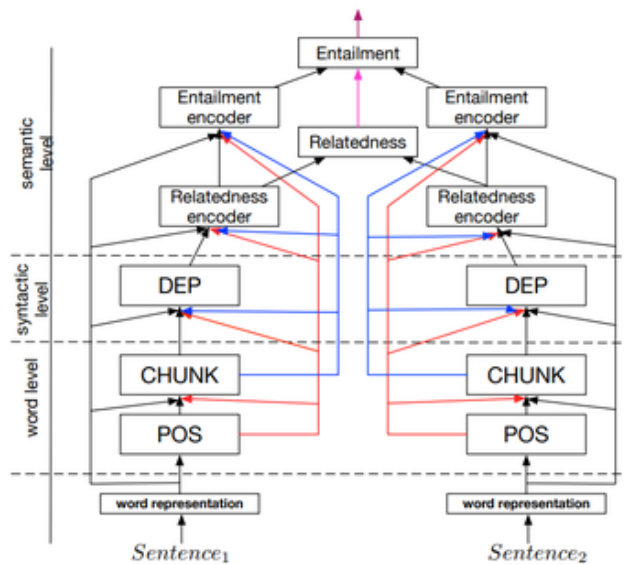 Entailment
Entailment
encoder
Entailment
encoder
Relatedness
Relatedness
encoder
Relatedness
encoder
semantic
level
DEP
DEP
syntactic
level
CHUNK
CHUNK
word level
POS
POS
word representation
word representation
Sentence1
Sentence2